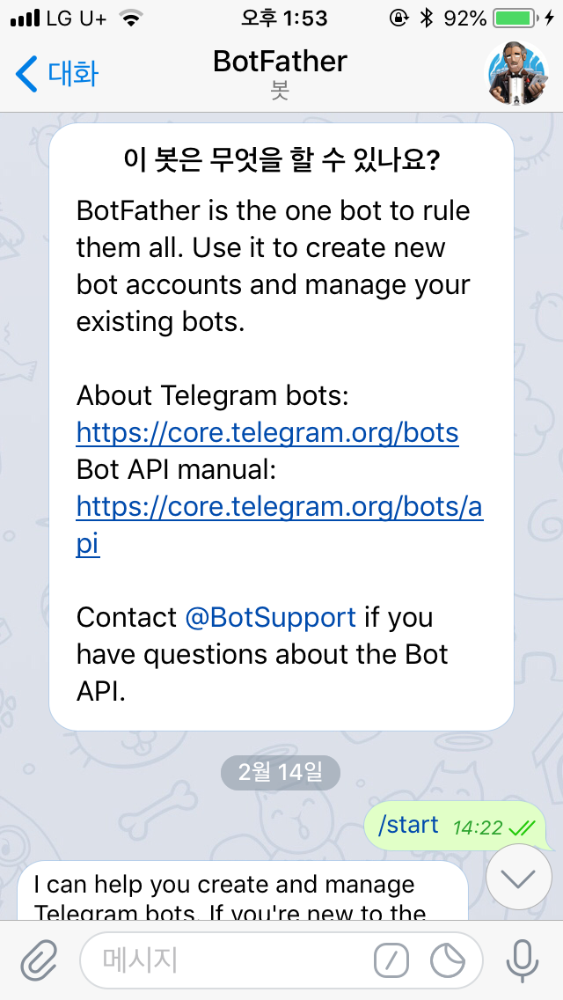 LG U+ 오후 1:53 92%
대화 BotFather
봇
이 봇은 무엇을 할 수 있나요?
BotFather is the one bot to rule
them all. Use it to create new
bot accounts and manage your
existing bots.
About Telegram bots:
https://core.telegram.org/bots
Bot API manual:
https://core.telegram.org/bots/a
pi
Contact @BotSupport if you
have questions about the Bot
API.
2월 14일
/start 14:22
I can help you create and manage
Telegram bots. If you're new to the
메시지